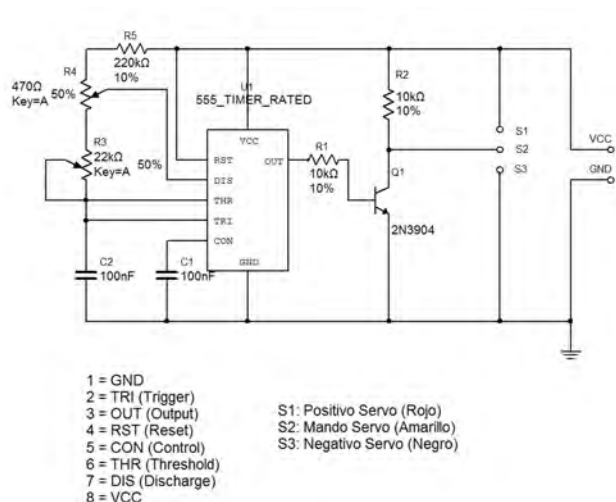 R5
220kΩ
10%
R4
470Ω
Key=A
50%
R3
22kΩ
Key=A
50%
C2
100nF
C1
100nF
U1
555_TIMER_RATED
VCC
RST
OUT
DIS
THR
TRI
CON
GND
R1
10kΩ
10%
R2
10kΩ
10%
Q1
2N3904
S1
S2
S3
VCC
GND
1 = GND
2 = TRI (Trigger)
3 = OUT (Output)
4 = RST (Reset)
5 = CON (Control)
6 = THR (Threshold)
7 = DIS (Discharge)
8 = VCC
S1: Positivo Servo (Rojo)
S2: Mando Servo (Amarillo)
S3: Negativo Servo (Negro)